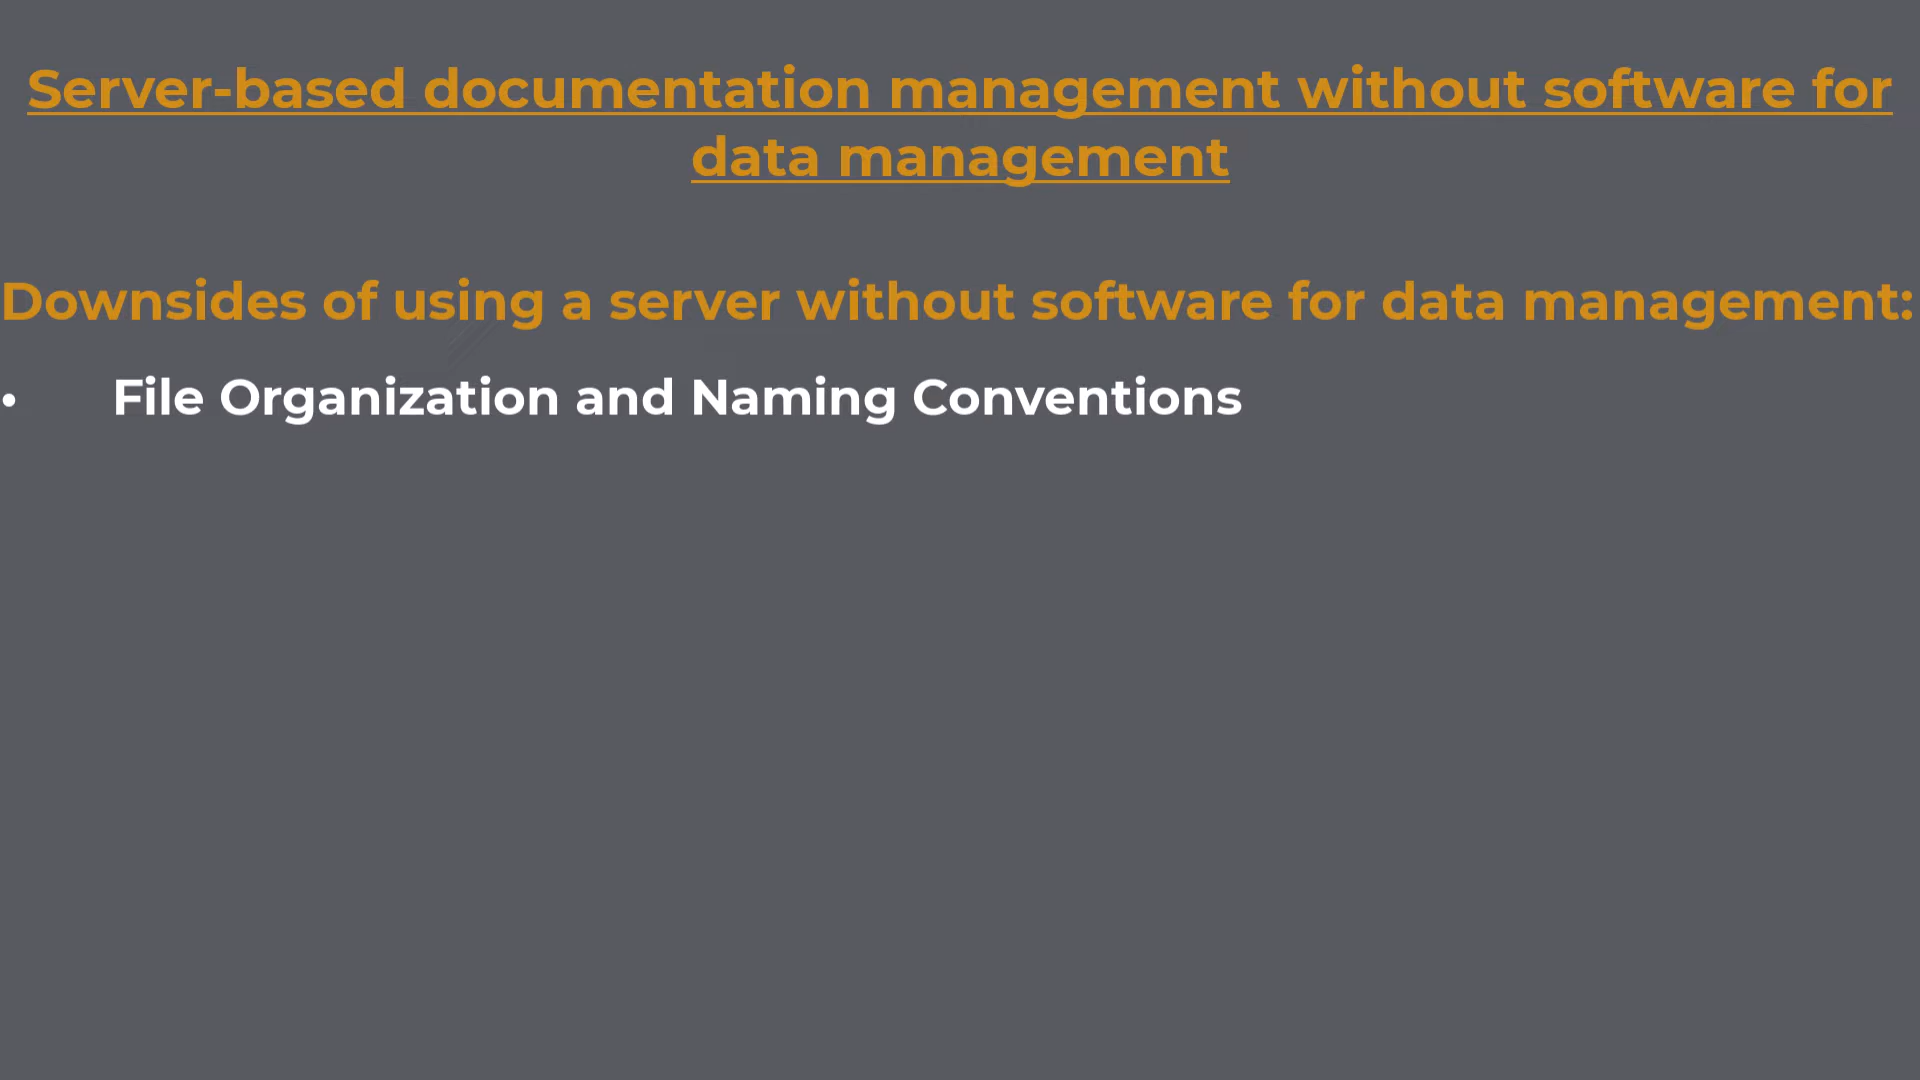 Server-based documentation management without software for
data management
Downsides of using a server without software for data management:
• File Organization and Naming Conventions